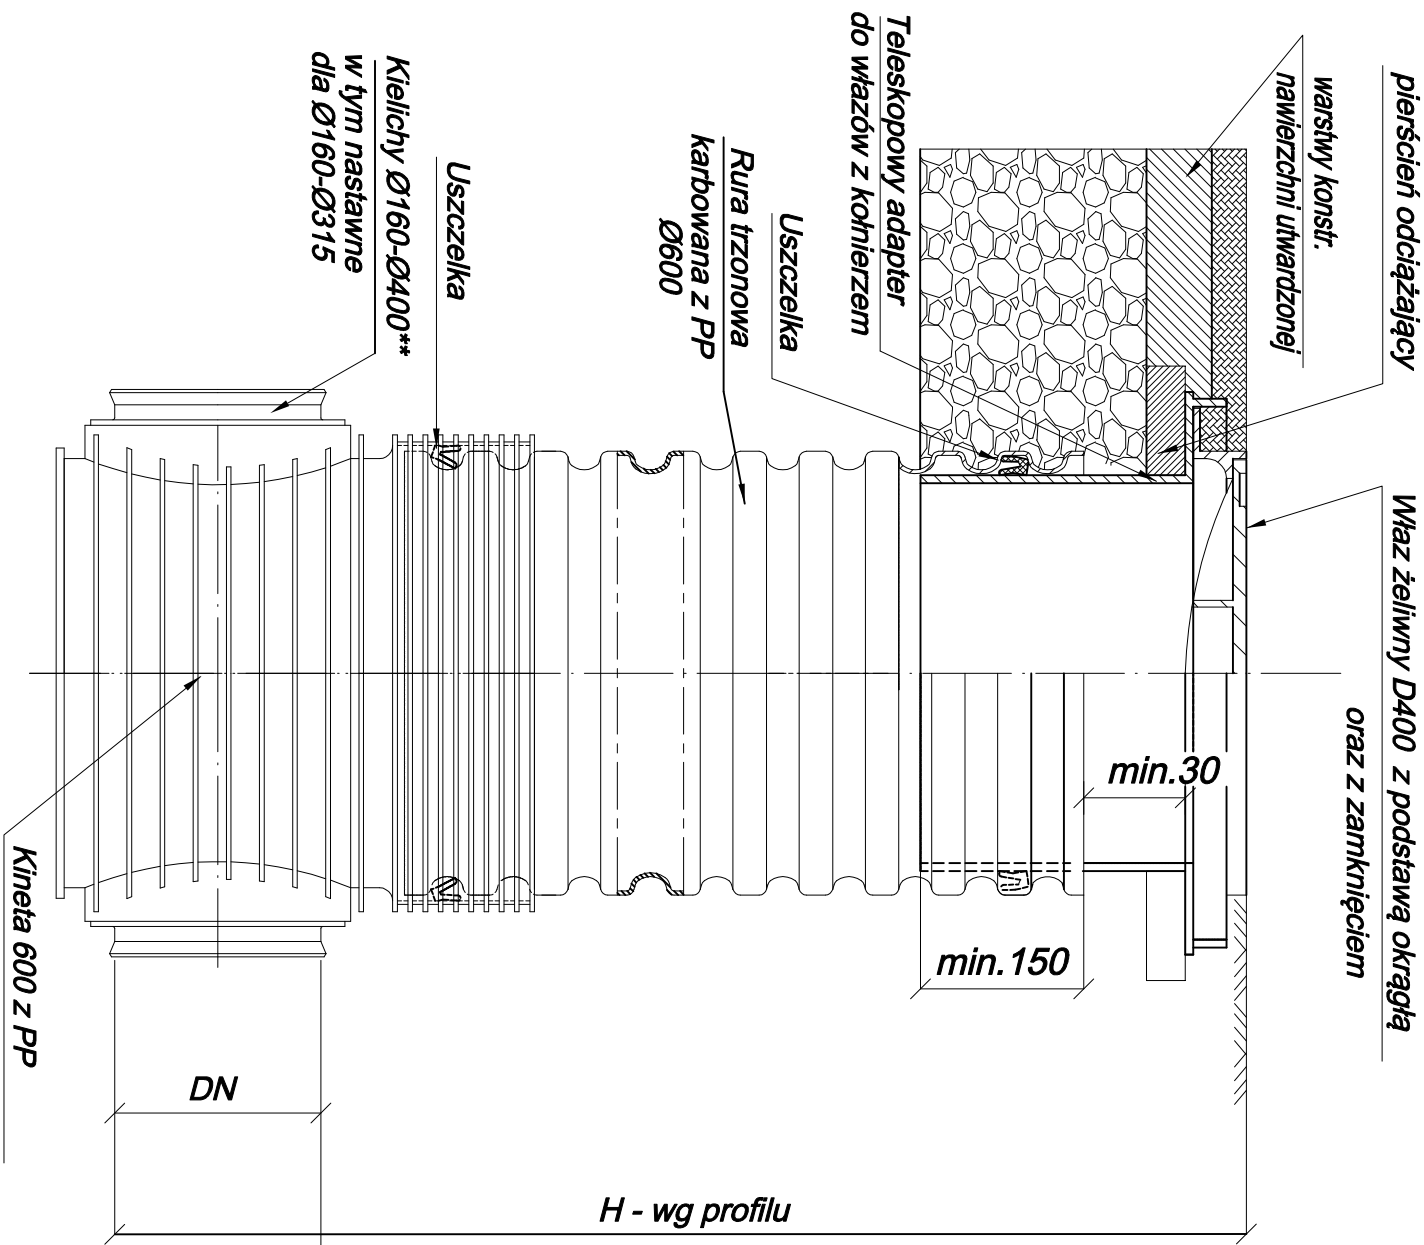 pierścień odciążający
warstwy konstr.
nawierzchni utwardzonej
Teleskopowy adapter
do włazów z kołnierzem
Uszczelka
Rura trzonowa
karbowana z PP
Ø600
Uszczelka
Kielichy Ø160-Ø400**
w tym nastawne
dla Ø160-Ø315
Właz żeliwny D400 z podstawą okrągłą
oraz z zamknięciem
min.30
min.150
Kineta 600 z PP
DN
H - wg profilu